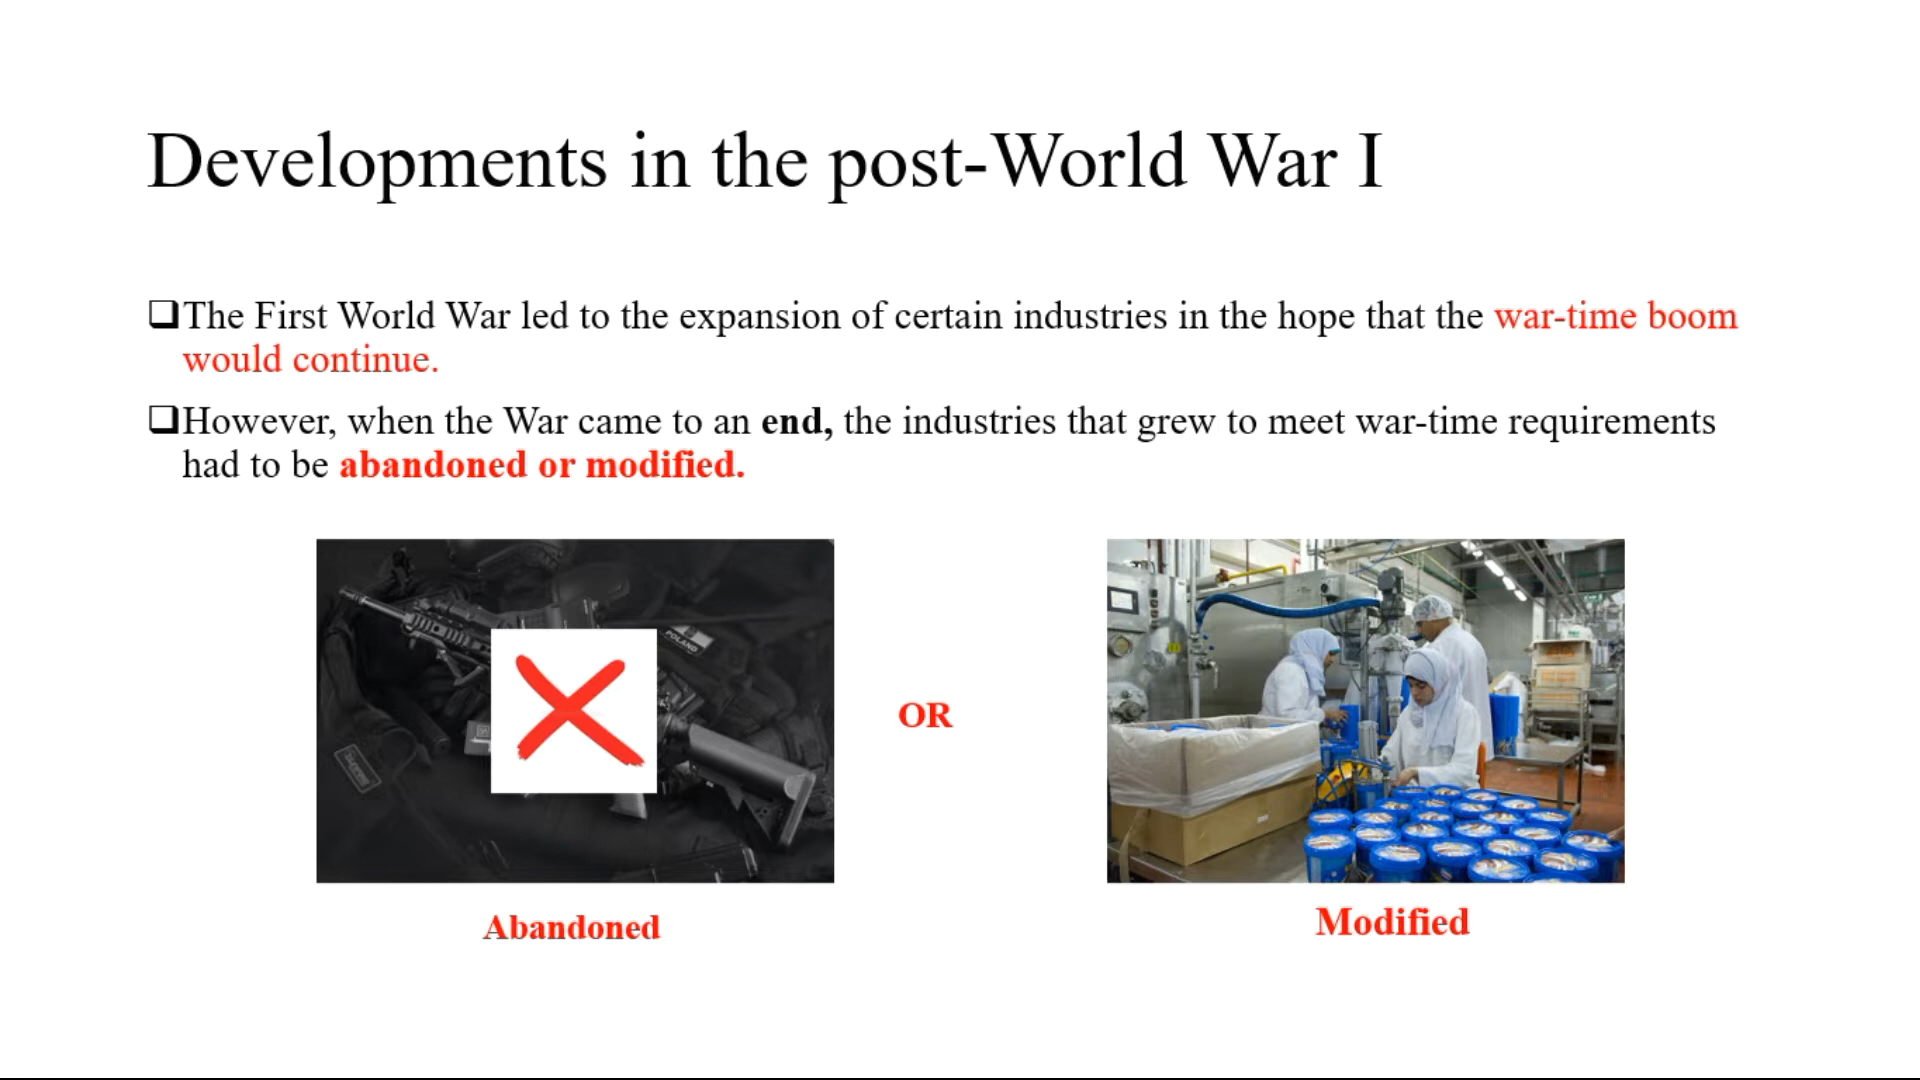 Developments in the post-World War I
❑The First World War led to the expansion of certain industries in the hope that the war-time boom
would continue.
❑However, when the War came to an end, the industries that grew to meet war-time requirements
had to be abandoned or modified.
POLAND
OR
Abandoned
Modified